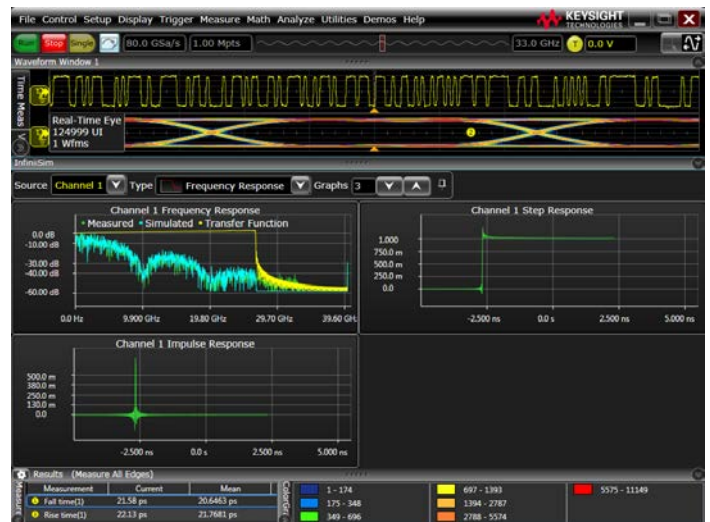 File Control Setup Display Trigger Measure Math Analyze Utilities Demos Help
KEYSIGHT
TECHNOLOGIES
Run Stop Single 80.0 GSa/s 1.00 Mpts 33.0 GHz T 0.0 V
Waveform Window 1
Time Meas
Real-Time Eye
124999 UI
1 Wfms
2
InfiniiSim
Source Channel 1 Type Frequency Response Graphs 3
Channel 1 Frequency Response
Measured Simulated Transfer Function
0.0 dB
-10.00 dB
-30.00 dB
-40.00 dB
-60.00 dB
0.0 Hz 9.900 GHz 19.80 GHz 29.70 GHz 39.60 GHz
Channel 1 Step Response
1.000
750.0 m
500.0 m
250.0 m
0.0
-2.500 ns 0.0 s 2.500 ns 5.000 ns
Channel 1 Impulse Response
500.0 m
380.0 m
250.0 m
130.0 m
0.0
-2.500 ns 0.0 s 2.500 ns 5.000 ns
Results (Measure All Edges)
Measurement Current Mean
Fall time(1) 21.58 ps 20.6463 ps
Rise time(1) 22.13 ps 21.7681 ps
1 - 174
175 - 348
349 - 696
697 - 1393
1394 - 2787
2788 - 5574
5575 - 11149